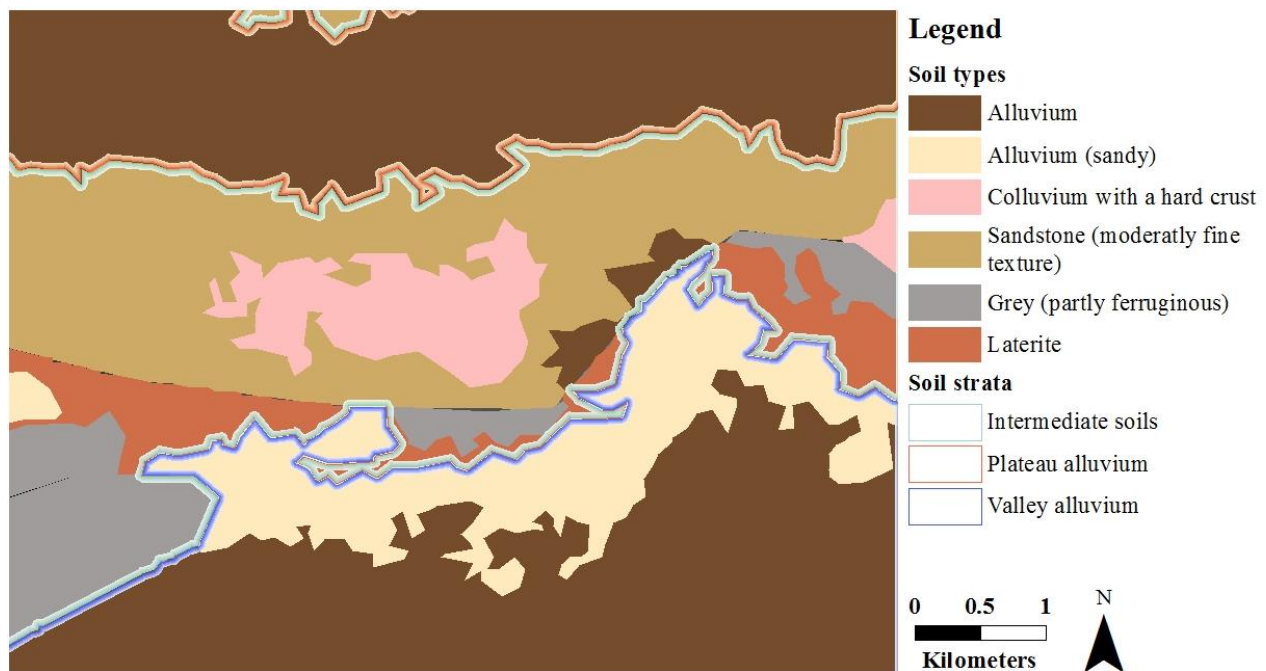 Legend
Soil types
Alluvium
Alluvium (sandy)
Colluvium with a hard crust
Sandstone (moderatly fine
texture)
Grey (partly ferruginous)
Laterite
Soil strata
Intermediate soils
Plateau alluvium
Valley alluvium
0 0.5 1
Kilometers
N